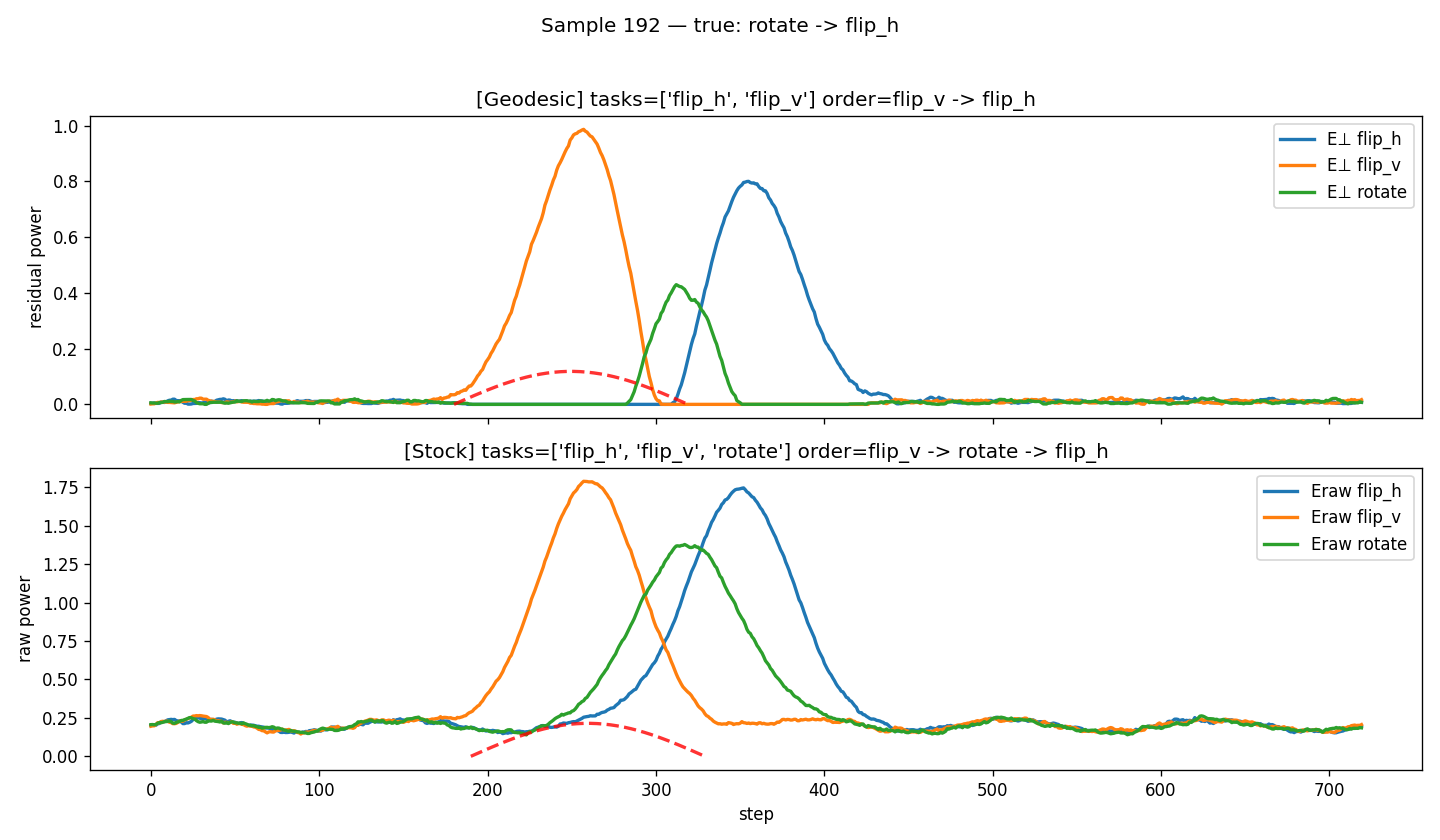 Sample 192 — true: rotate -> flip_h
[Geodesic] tasks=['flip_h', 'flip_v'] order=flip_v -> flip_h
1.0
0.8
0.6
0.4
0.2
0.0
residual power
E⊥ flip_h
E⊥ flip_v
E⊥ rotate
[Stock] tasks=['flip_h', 'flip_v', 'rotate'] order=flip_v -> rotate -> flip_h
1.75
1.50
1.25
1.00
0.75
0.50
0.25
0.00
raw power
Eraw flip_h
Eraw flip_v
Eraw rotate
0 100 200 300 400 500 600 700
step